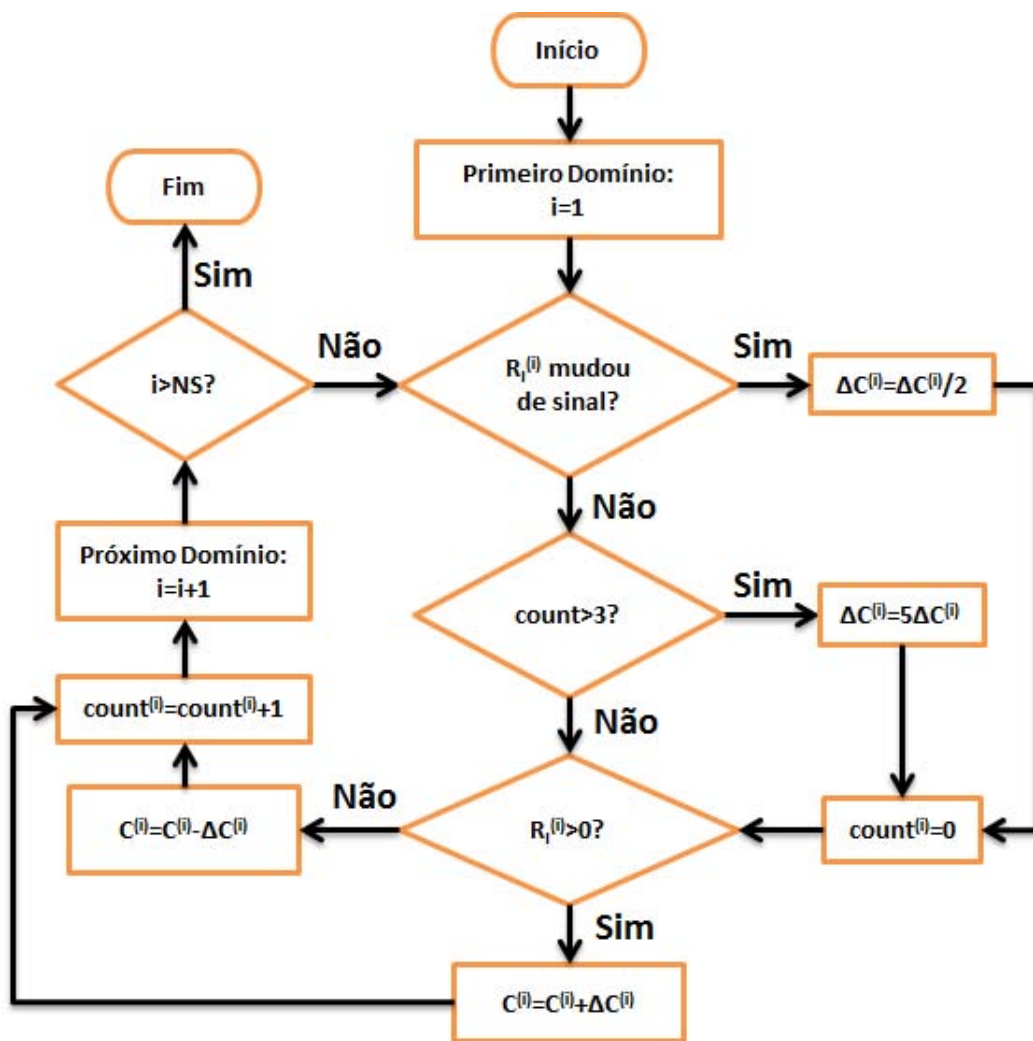 Início
Primeiro Domínio:
i=1
Fim
Sim
i>NS?
Não
R_I^(i) mudou
de sinal?
Sim
ΔC^(i)=ΔC^(i)/2
Não
Próximo Domínio:
i=i+1
count>3?
Sim
ΔC^(i)=5ΔC^(i)
count^(i)=count^(i)+1
Não
C^(i)=C^(i)-ΔC^(i)
Não
R_I^(i)>0?
count^(i)=0
Sim
C^(i)=C^(i)+ΔC^(i)